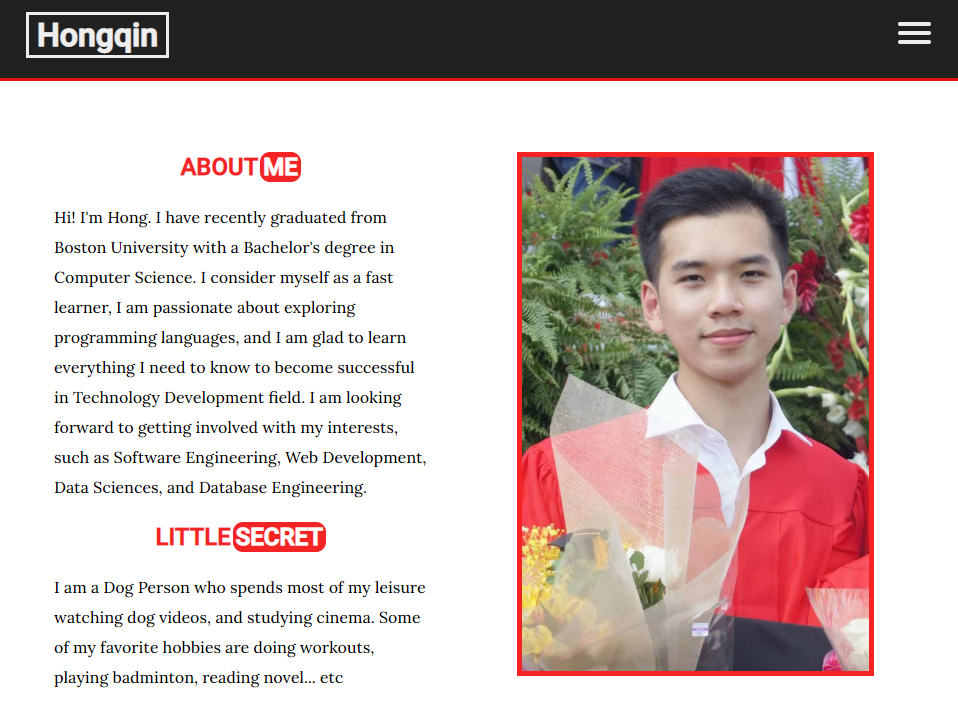 Hongqin
ABOUT ME
Hi! I'm Hong. I have recently graduated from
Boston University with a Bachelor's degree in
Computer Science. I consider myself as a fast
learner, I am passionate about exploring
programming languages, and I am glad to learn
everything I need to know to become successful
in Technology Development field. I am looking
forward to getting involved with my interests,
such as Software Engineering, Web Development,
Data Sciences, and Database Engineering.
LITTLE SECRET
I am a Dog Person who spends most of my leisure
watching dog videos, and studying cinema. Some
of my favorite hobbies are doing workouts,
playing badminton, reading novel... etc